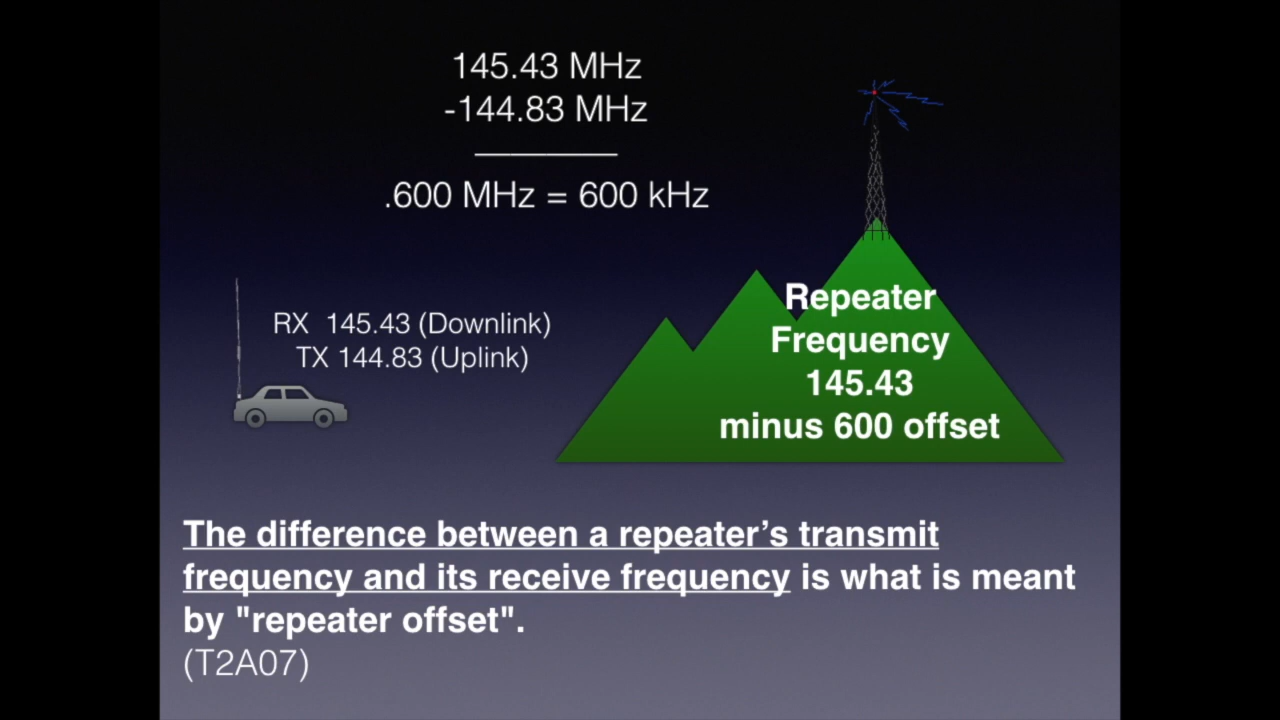 145.43 MHz
-144.83 MHz
.600 MHz = 600 kHz
RX 145.43 (Downlink)
TX 144.83 (Uplink)
Repeater
Frequency
145.43
minus 600 offset
The difference between a repeater’s transmit
frequency and its receive frequency is what is meant
by "repeater offset".
(T2A07)